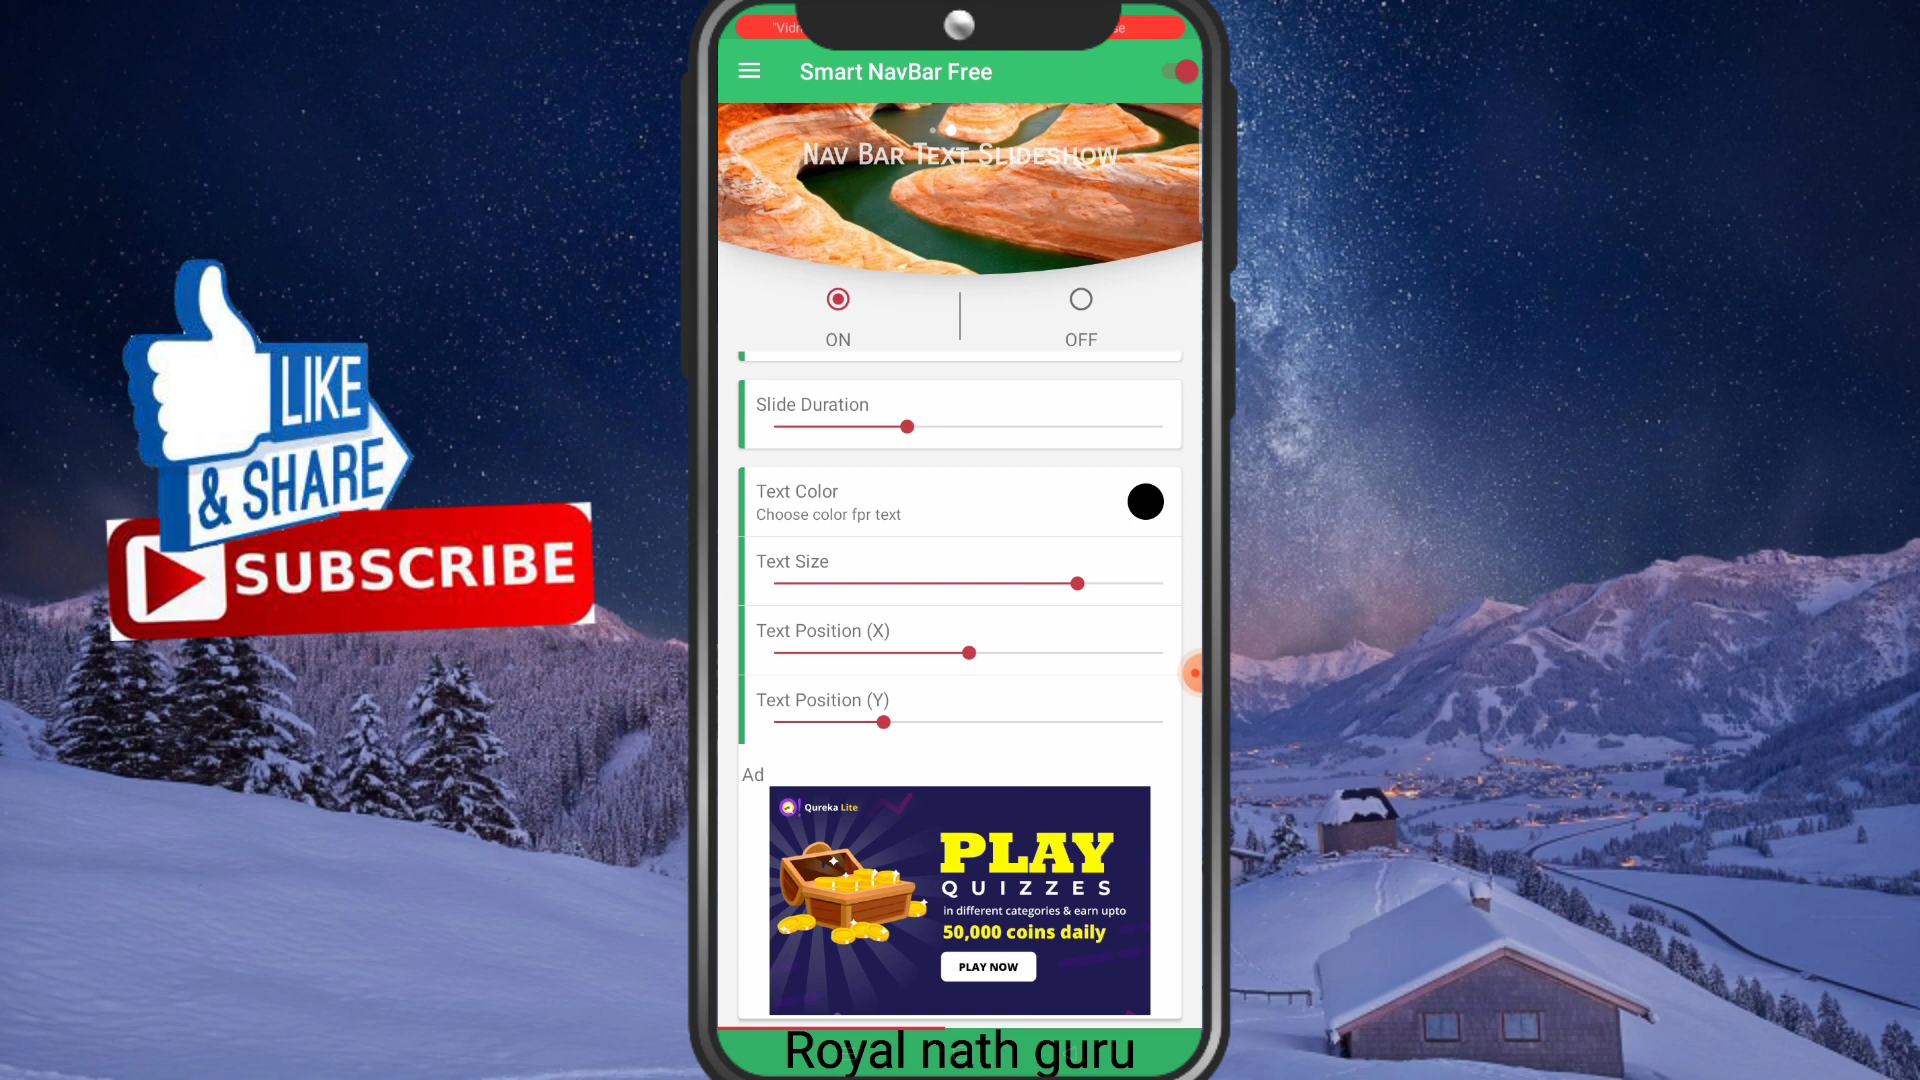 "Vidm
se
Smart NavBar Free
Nav Bar Text Slideshow
ON
OFF
Slide Duration
Text Color
Choose color fpr text
Text Size
Text Position (X)
Text Position (Y)
Ad
Qureka Lite
PLAY
QUIZZES
in different categories & earn upto
50,000 coins daily
PLAY NOW
Royal nath guru
LIKE
& SHARE
SUBSCRIBE